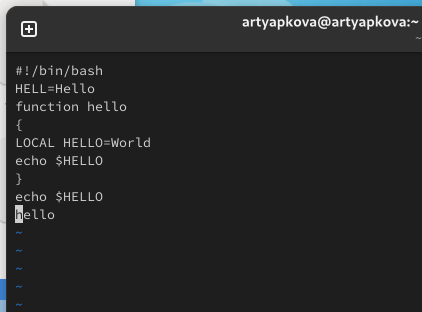 artyapkova@artyapkova:~
~
#!/bin/bash
HELL=Hello
function hello
{
LOCAL HELLO=World
echo $HELLO
}
echo $HELLO
hello
~
~
~
~
~